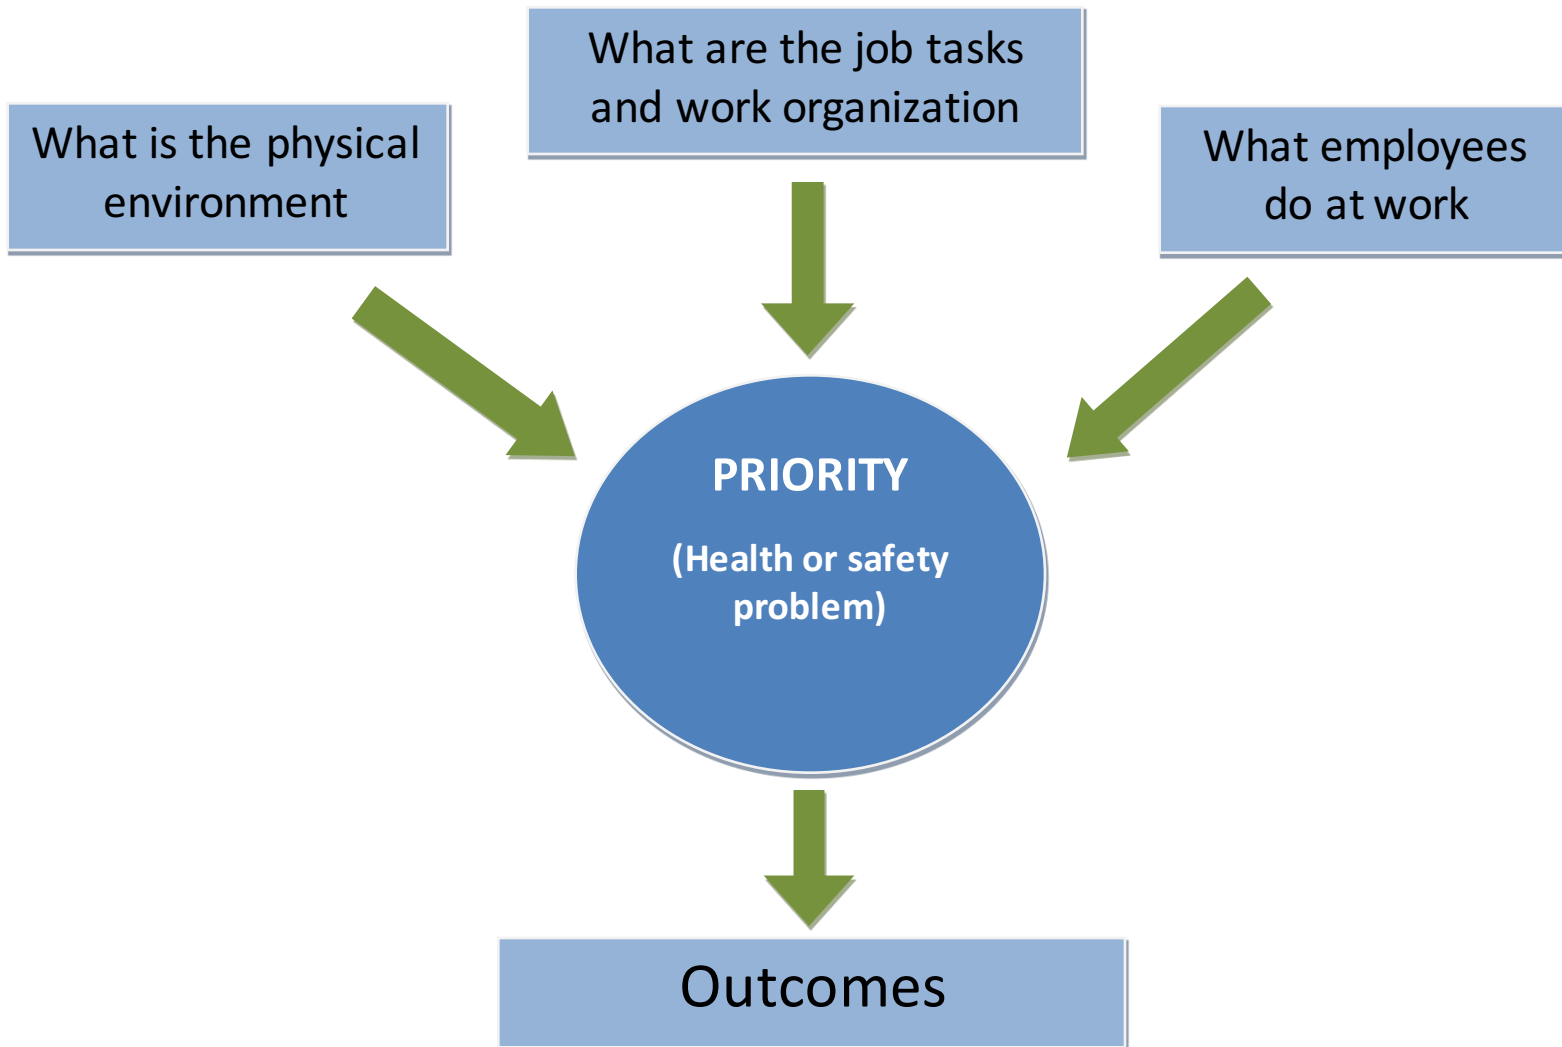 What are the job tasks
and work organization
What is the physical
environment
What employees
do at work
PRIORITY
(Health or safety
problem)
Outcomes